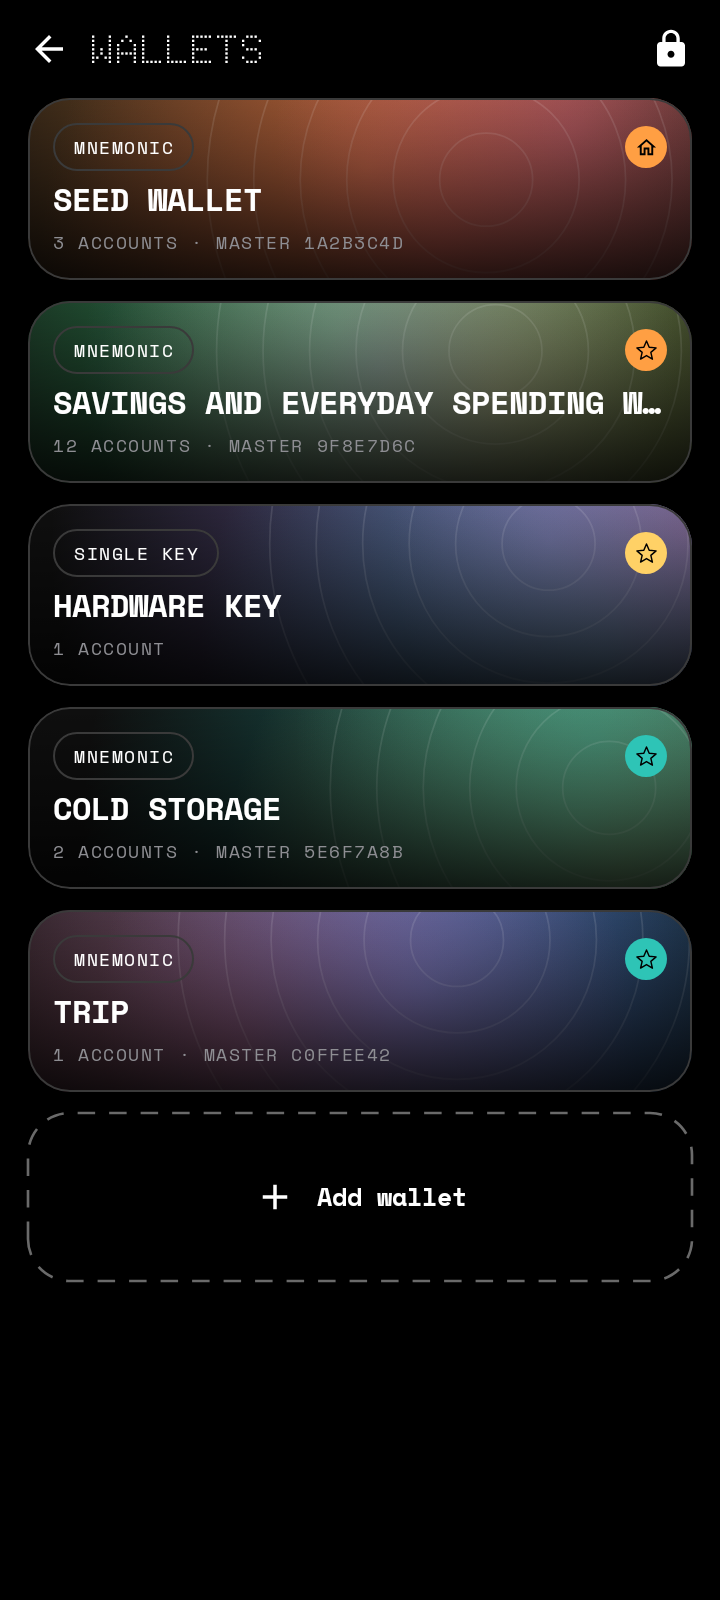 WALLETS
MNEMONIC
SEED WALLET
3 ACCOUNTS · MASTER 1A2B3C4D
MNEMONIC
SAVINGS AND EVERYDAY SPENDING W…
12 ACCOUNTS · MASTER 9F8E7D6C
SINGLE KEY
HARDWARE KEY
1 ACCOUNT
MNEMONIC
COLD STORAGE
2 ACCOUNTS · MASTER 5E6F7A8B
MNEMONIC
TRIP
1 ACCOUNT · MASTER C0FFEE42
Add wallet